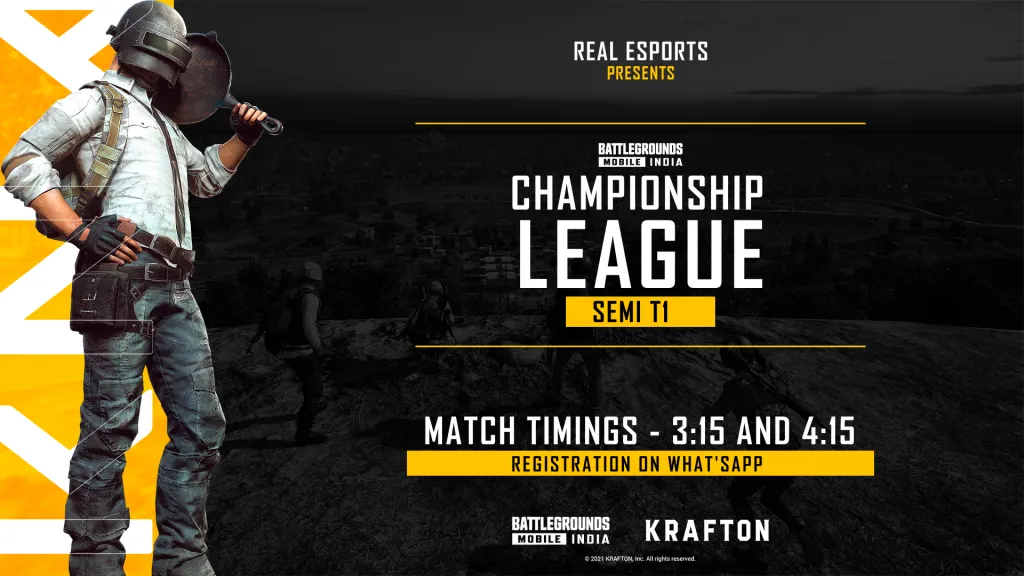 REAL ESPORTS
PRESENTS
BATTLEGROUNDS
MOBILE INDIA
CHAMPIONSHIP
LEAGUE
SEMI T1
MATCH TIMINGS - 3:15 AND 4:15
REGISTRATION ON WHAT'SAPP
BATTLEGROUNDS
MOBILE INDIA
KRAFTON
© 2021 KRAFTON, Inc. All rights reserved.